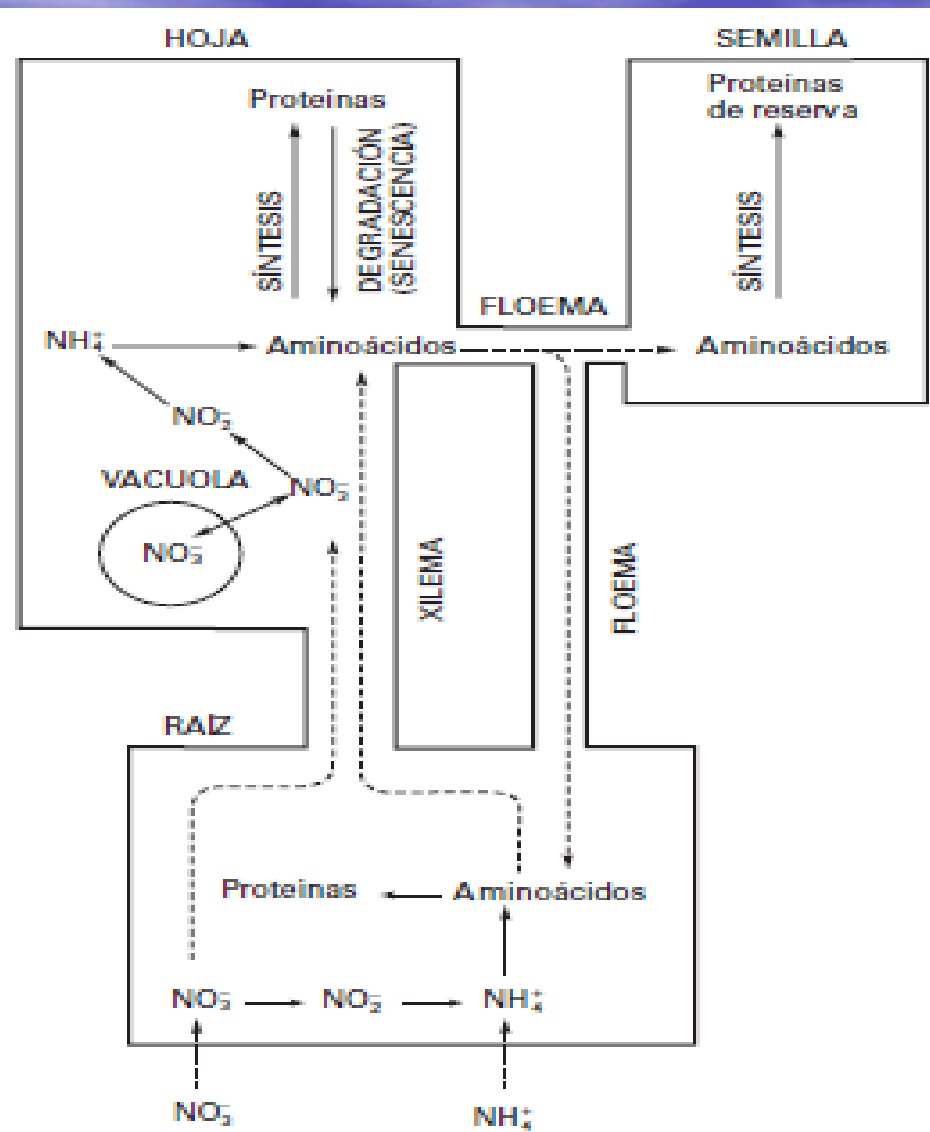 HOJA
SEMILLA
Proteinas
Proteinas
de reserva
SÍNTESIS
DEGRADACIÓN
(SENESCENCIA)
SÍNTESIS
FLOEMA
NH₄⁺
Aminoácidos
Aminoácidos
NO₂⁻
VACUOLA
NO₃⁻
NO₃⁻
XILEMA
FLOEMA
RAÍZ
Proteinas
Aminoácidos
NO₃⁻
NO₂⁻
NH₄⁺
NO₃⁻
NH₄⁺